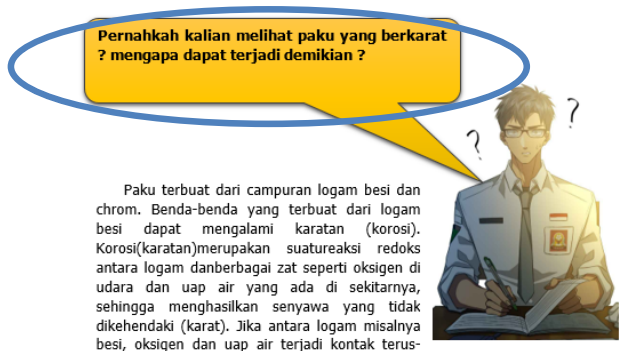 Pernahkah kalian melihat paku yang berkarat
? mengapa dapat terjadi demikian ?
? ?
Paku terbuat dari campuran logam besi dan
chrom. Benda-benda yang terbuat dari logam
besi dapat mengalami karatan (korosi).
Korosi(karatan)merupakan suatureaksi redoks
antara logam danberbagai zat seperti oksigen di
udara dan uap air yang ada di sekitarnya,
sehingga menghasilkan senyawa yang tidak
dikehendaki (karat). Jika antara logam misalnya
besi, oksigen dan uap air terjadi kontak terus-